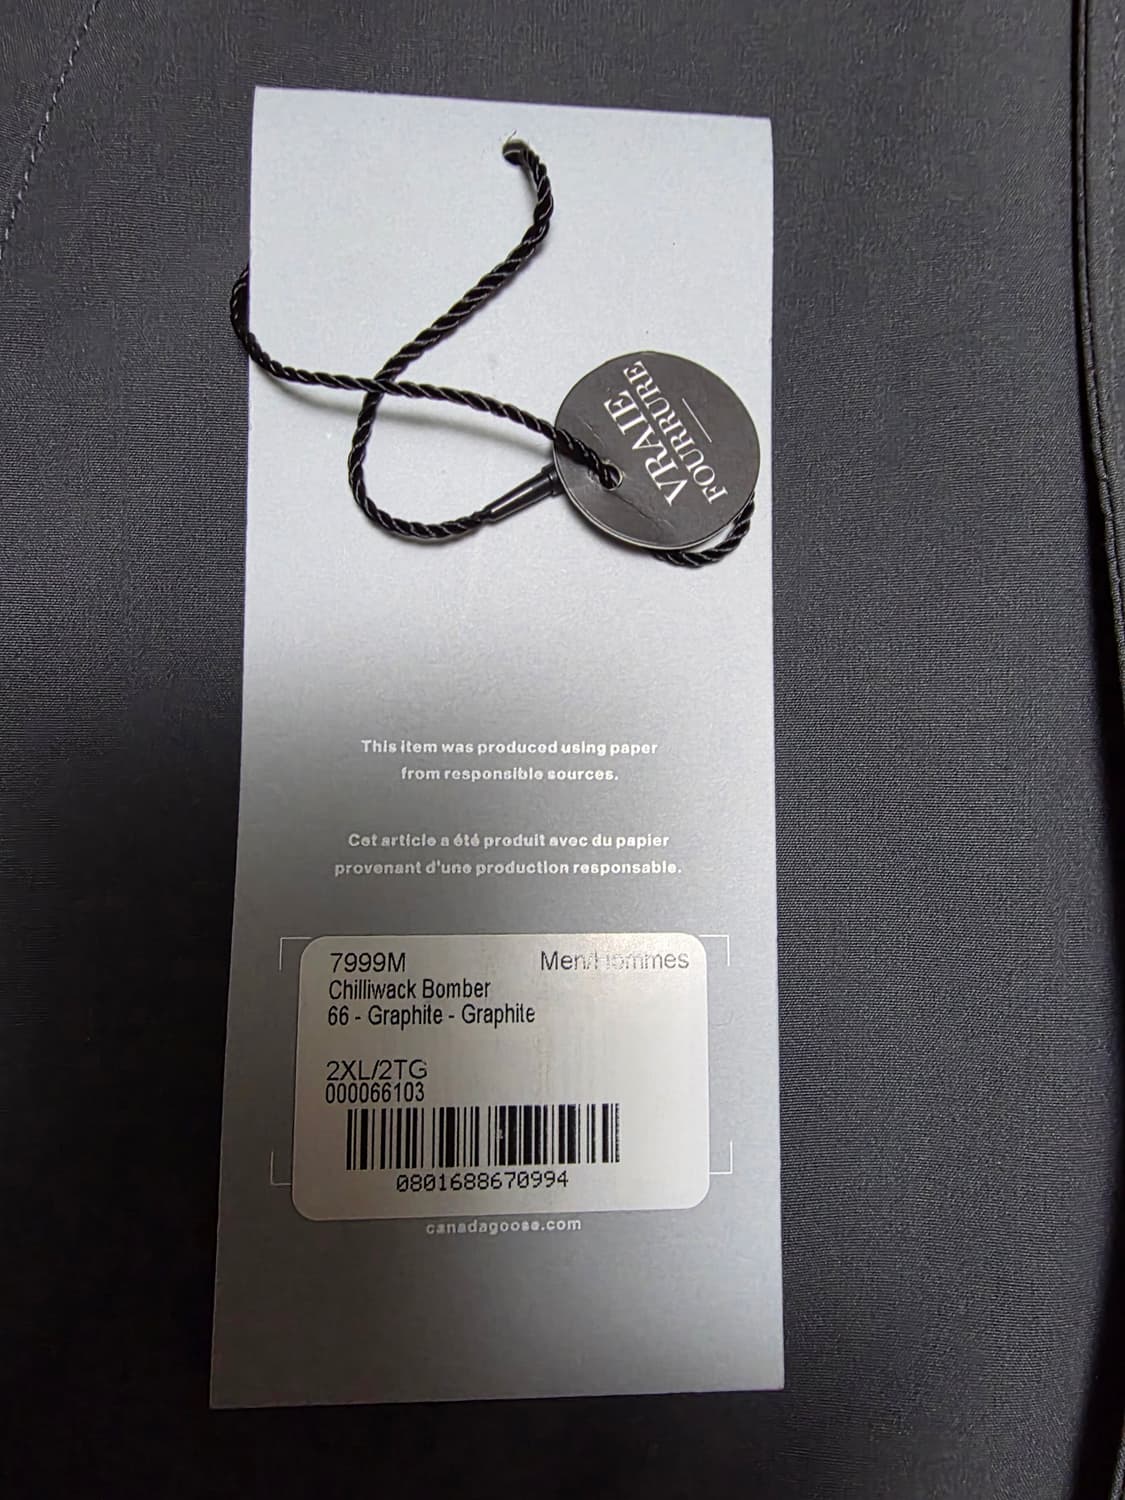 VRAIE
FOURRURE
This item was produced using paper
from responsible sources.
Cet article a été produit avec du papier
provenant d'une production responsable.
7999M Men/Hommes
Chilliwack Bomber
66 - Graphite - Graphite
2XL/2TG
000066103
0801688670994
canadagoose.com